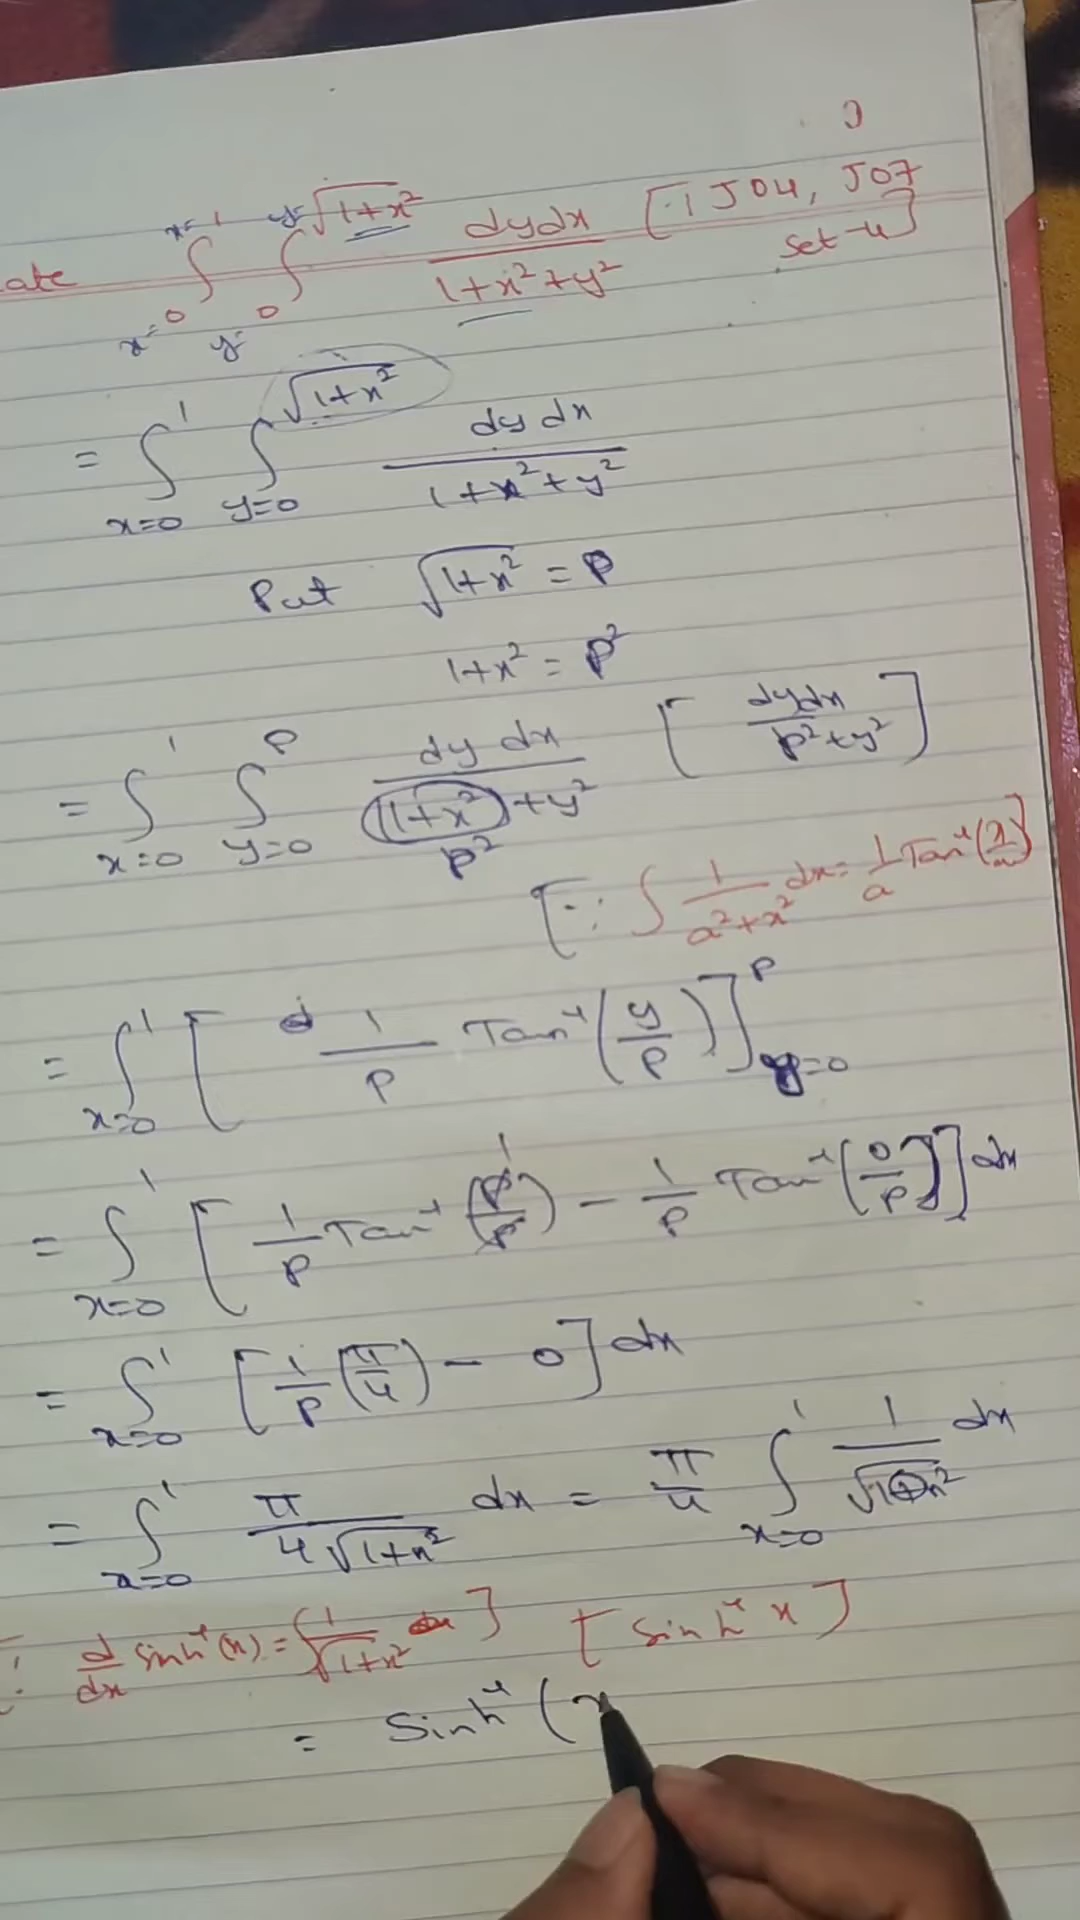 x=1 y=√1+x²
ate ∫ ∫ dydx / 1+x²+y² [1 J04, J07 set-4]
x=0 y=0
= ∫₍x=0₎¹ ∫₍y=0₎^√1+x² dy dx / 1+x²+y²
Put √1+x² = P
1+x² = P²
= ∫₍x=0₎¹ ∫₍y=0₎^P dy dx / (1+x²)+y² [dydx / P²+y²]
P²
[∵ ∫ 1/a²+x² dx = 1/a Tan⁻¹(x/a)]
= ∫₍x=0₎¹ [1/P Tan⁻¹(y/P)]₍y=0₎^P
= ∫₍x=0₎¹ [1/P Tan⁻¹(P/P) 1 − 1/P Tan⁻¹(0/P)] dx
= ∫₍x=0₎¹ [1/P (π/4) − 0] dx
= ∫₍x=0₎¹ π / 4√1+x² dx = π/4 ∫₍x=0₎¹ 1/√1+x² dx
∵ d/dx sinh⁻¹(x) = [1/√1+x² dx] [sinh⁻¹ x]
= Sinh⁻¹ (x